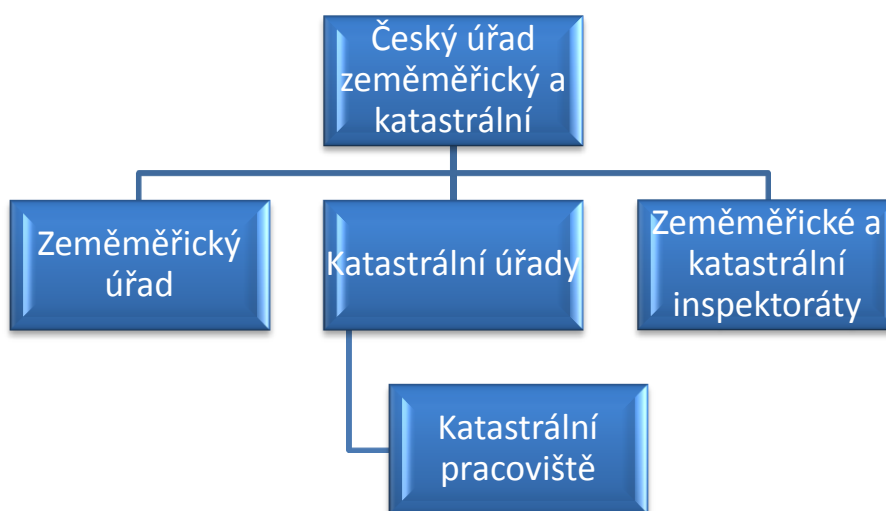 Český úřad
zeměměřický a
katastrální
Zeměměřický
úřad
Katastrální úřady
Zeměměřické a
katastrální
inspektoráty
Katastrální
pracoviště